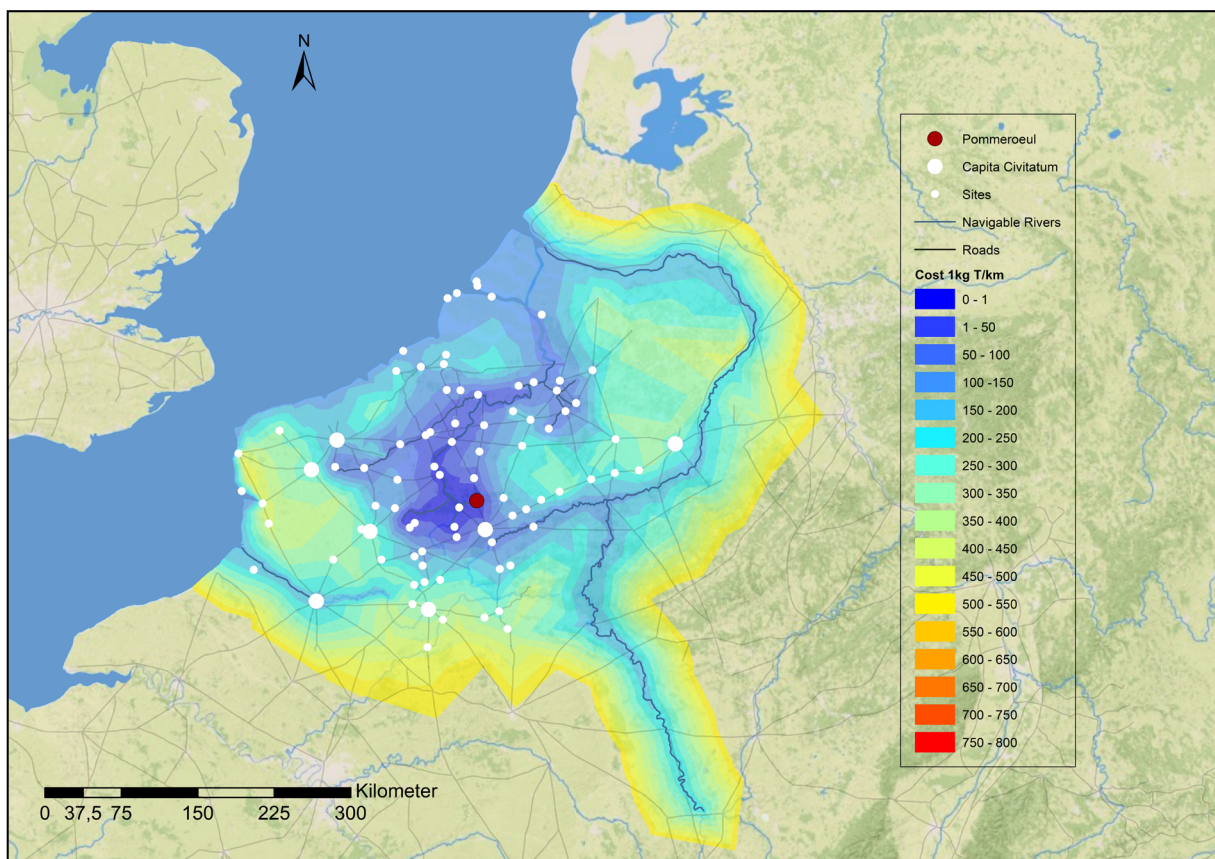 N
Pommeroeul
Capita Civitatum
Sites
Navigable Rivers
Roads
Cost 1kg T/km
0 - 1
1 - 50
50 - 100
100 -150
150 - 200
200 - 250
250 - 300
300 - 350
350 - 400
400 - 450
450 - 500
500 - 550
550 - 600
600 - 650
650 - 700
700 - 750
750 - 800
Kilometer
0 37,5 75 150 225 300